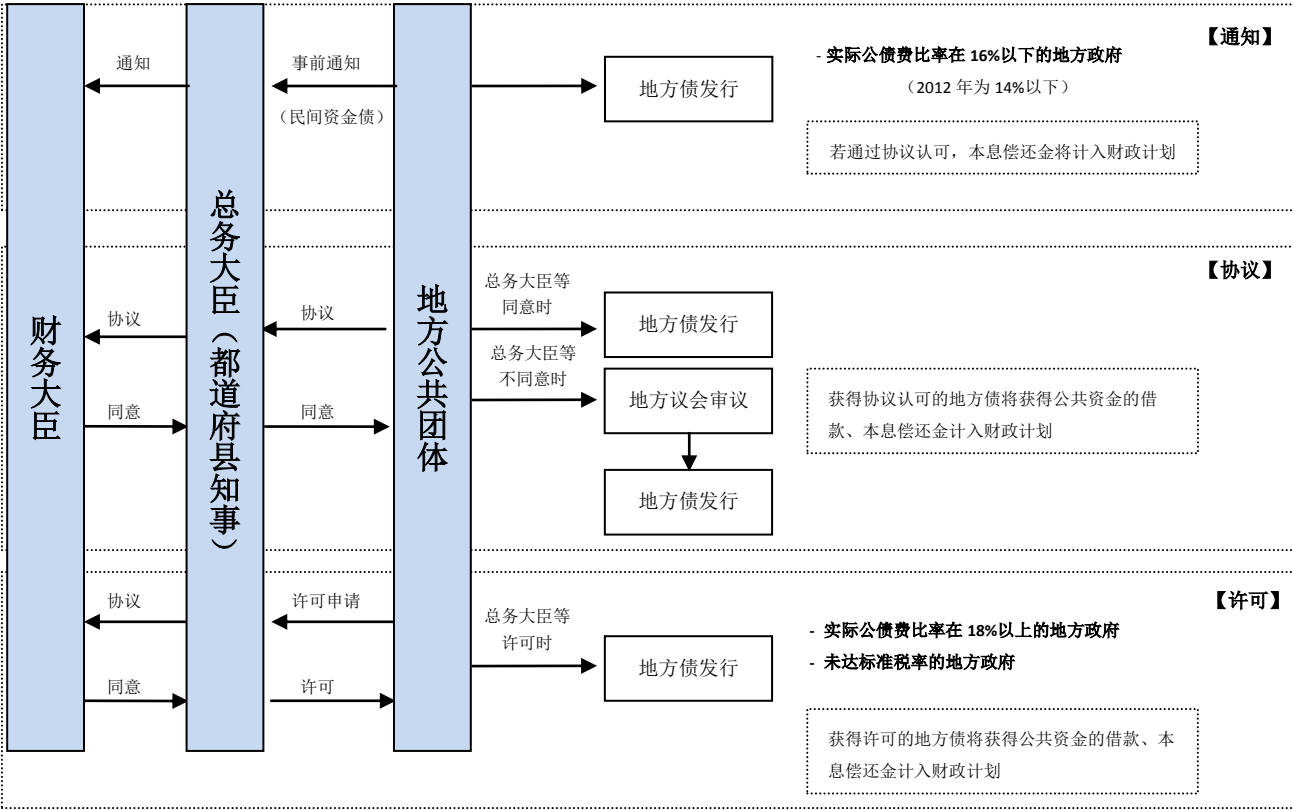 财务大臣
总务大臣（都道府县知事）
地方公共团体
【通知】
通知
事前通知
（民间资金债）
地方债发行
- 实际公债费比率在 16%以下的地方政府
（2012 年为 14%以下）
若通过协议认可，本息偿还金将计入财政计划
【协议】
协议
协议
同意
同意
总务大臣等
同意时
地方债发行
总务大臣等
不同意时
地方议会审议
地方债发行
获得协议认可的地方债将获得公共资金的借
款、本息偿还金计入财政计划
【许可】
协议
许可申请
同意
许可
总务大臣等
许可时
地方债发行
- 实际公债费比率在 18%以上的地方政府
- 未达标准税率的地方政府
获得许可的地方债将获得公共资金的借款、本
息偿还金计入财政计划